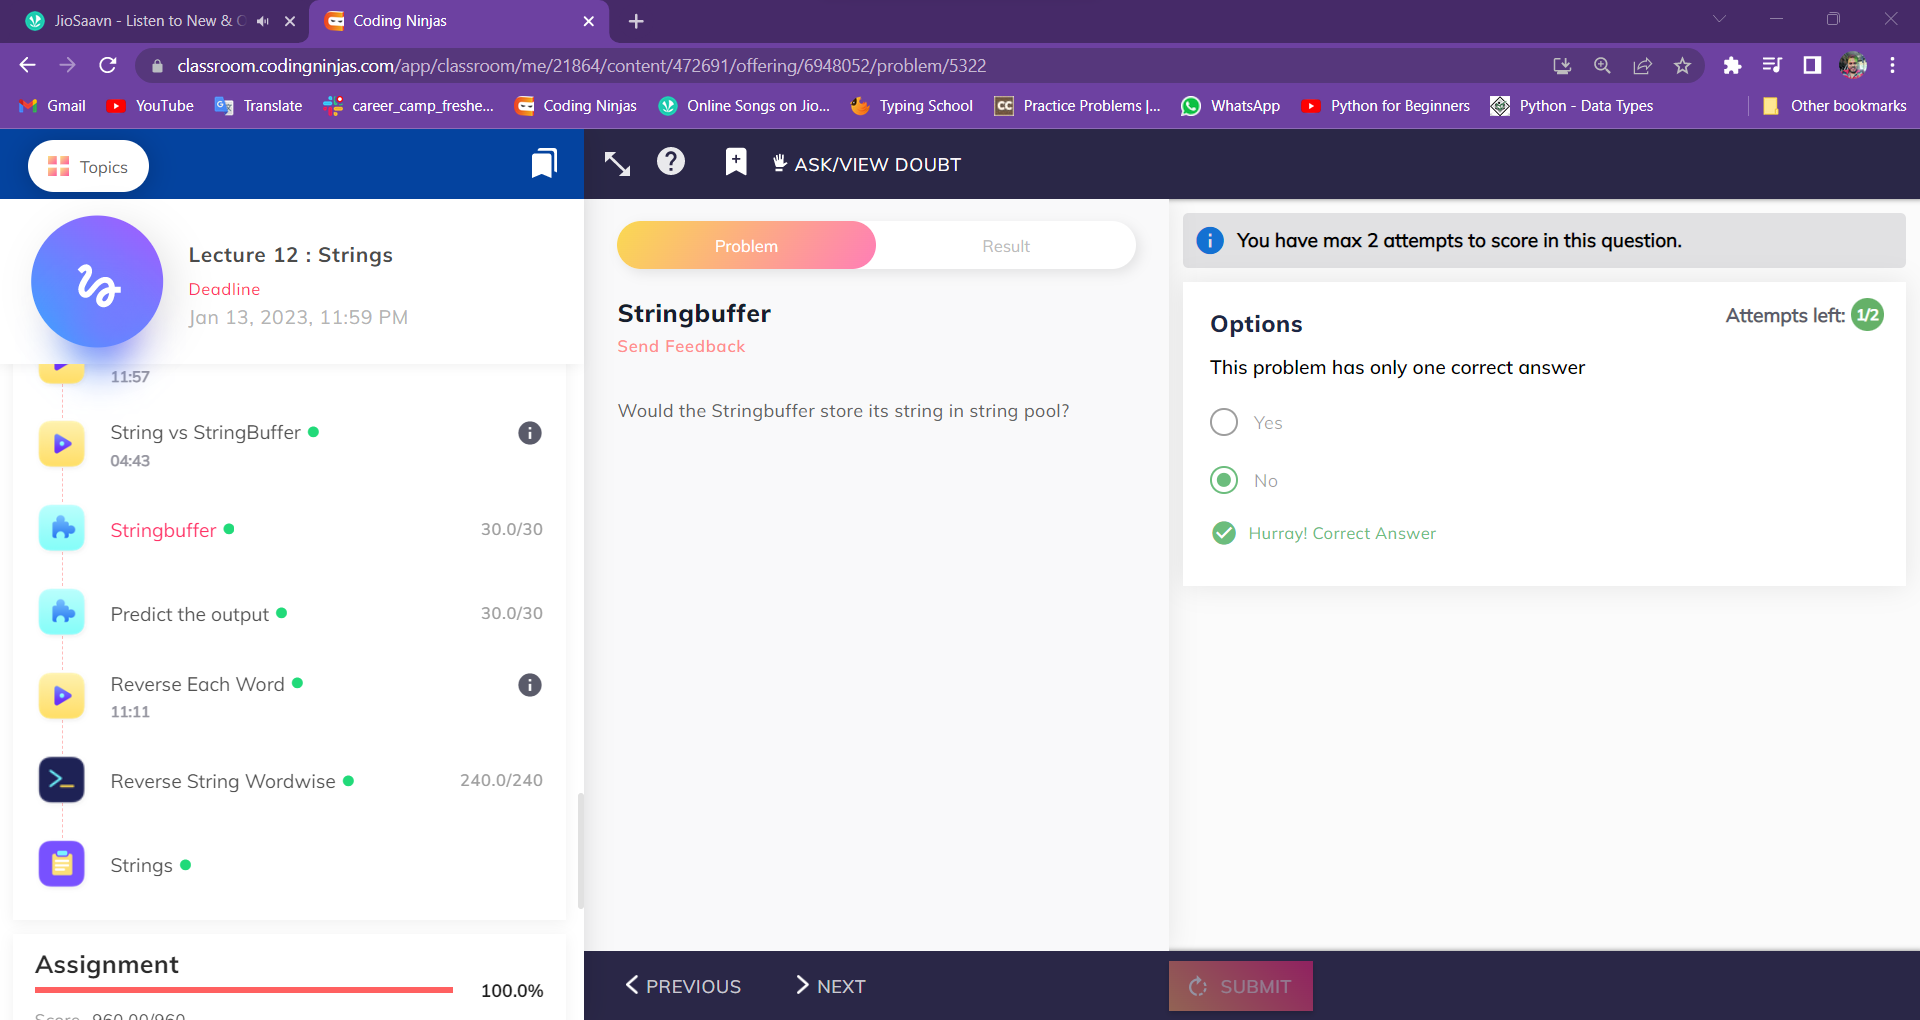 JioSaavn - Listen to New &
Coding Ninjas
classroom.codingninjas.com/app/classroom/me/21864/content/472691/offering/6948052/problem/5322
Gmail
YouTube
Translate
career_camp_freshe...
Coding Ninjas
Online Songs on Jio...
Typing School
CC
Practice Problems |...
WhatsApp
Python for Beginners
Python - Data Types
Other bookmarks
Topics
ASK/VIEW DOUBT
Lecture 12 : Strings
Deadline
Jan 13, 2023, 11:59 PM
11:57
String vs StringBuffer
04:43
Stringbuffer
30.0/30
Predict the output
30.0/30
Reverse Each Word
11:11
Reverse String Wordwise
240.0/240
Strings
Assignment
100.0%
Score 960.00/960
Problem
Result
Stringbuffer
Send Feedback
Would the Stringbuffer store its string in string pool?
You have max 2 attempts to score in this question.
Options
Attempts left: 1/2
This problem has only one correct answer
Yes
No
Hurray! Correct Answer
PREVIOUS
NEXT
SUBMIT